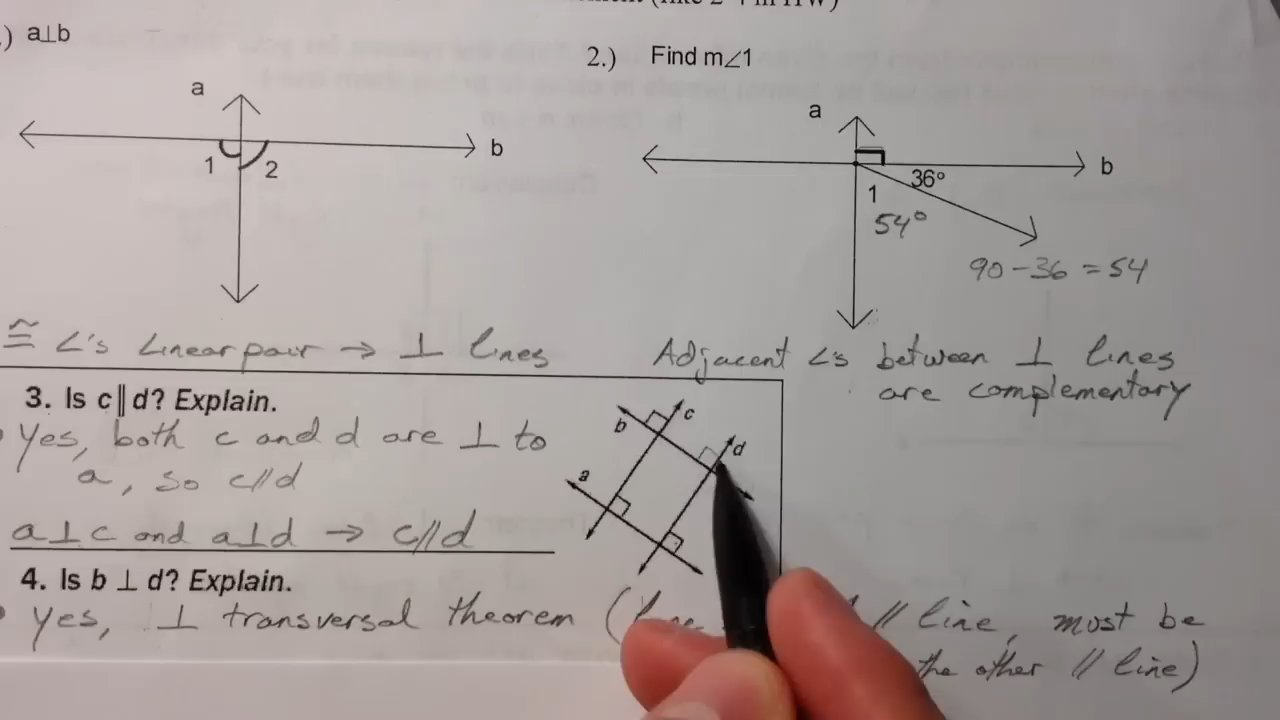 .) a⊥b
2.) Find m∠1
a
b
1
2
a
b
36°
1
54°
90-36=54
≅ ∠'s Linear pair → ⊥ lines
Adjacent ∠s between ⊥ lines
are complementary
3. Is c∥d? Explain.
Yes, both c and d are ⊥ to
a, so c//d
a⊥c and a⊥d → c//d
b
c
d
a
4. Is b ⊥ d? Explain.
Yes, ⊥ transversal theorem ( // line, must be
the other // line)